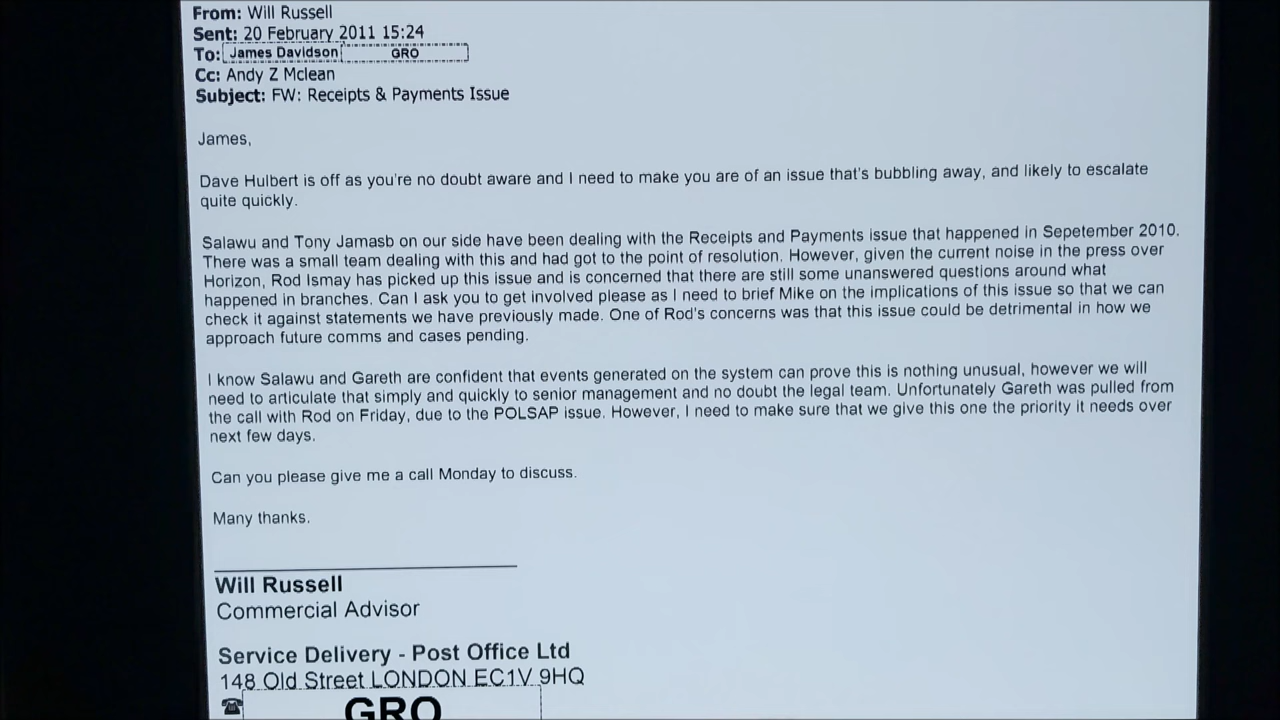 From: Will Russell
Sent: 20 February 2011 15:24
To: James Davidson GRO
Cc: Andy Z Mclean
Subject: FW: Receipts & Payments Issue
James,
Dave Hulbert is off as you're no doubt aware and I need to make you are of an issue that's bubbling away, and likely to escalate
quite quickly.
Salawu and Tony Jamasb on our side have been dealing with the Receipts and Payments issue that happened in Sepetember 2010.
There was a small team dealing with this and had got to the point of resolution. However, given the current noise in the press over
Horizon, Rod Ismay has picked up this issue and is concerned that there are still some unanswered questions around what
happened in branches. Can I ask you to get involved please as I need to brief Mike on the implications of this issue so that we can
check it against statements we have previously made. One of Rod's concerns was that this issue could be detrimental in how we
approach future comms and cases pending.
I know Salawu and Gareth are confident that events generated on the system can prove this is nothing unusual, however we will
need to articulate that simply and quickly to senior management and no doubt the legal team. Unfortunately Gareth was pulled from
the call with Rod on Friday, due to the POLSAP issue. However, I need to make sure that we give this one the priority it needs over
next few days.
Can you please give me a call Monday to discuss.
Many thanks.
Will Russell
Commercial Advisor
Service Delivery - Post Office Ltd
148 Old Street LONDON EC1V 9HQ
GRO